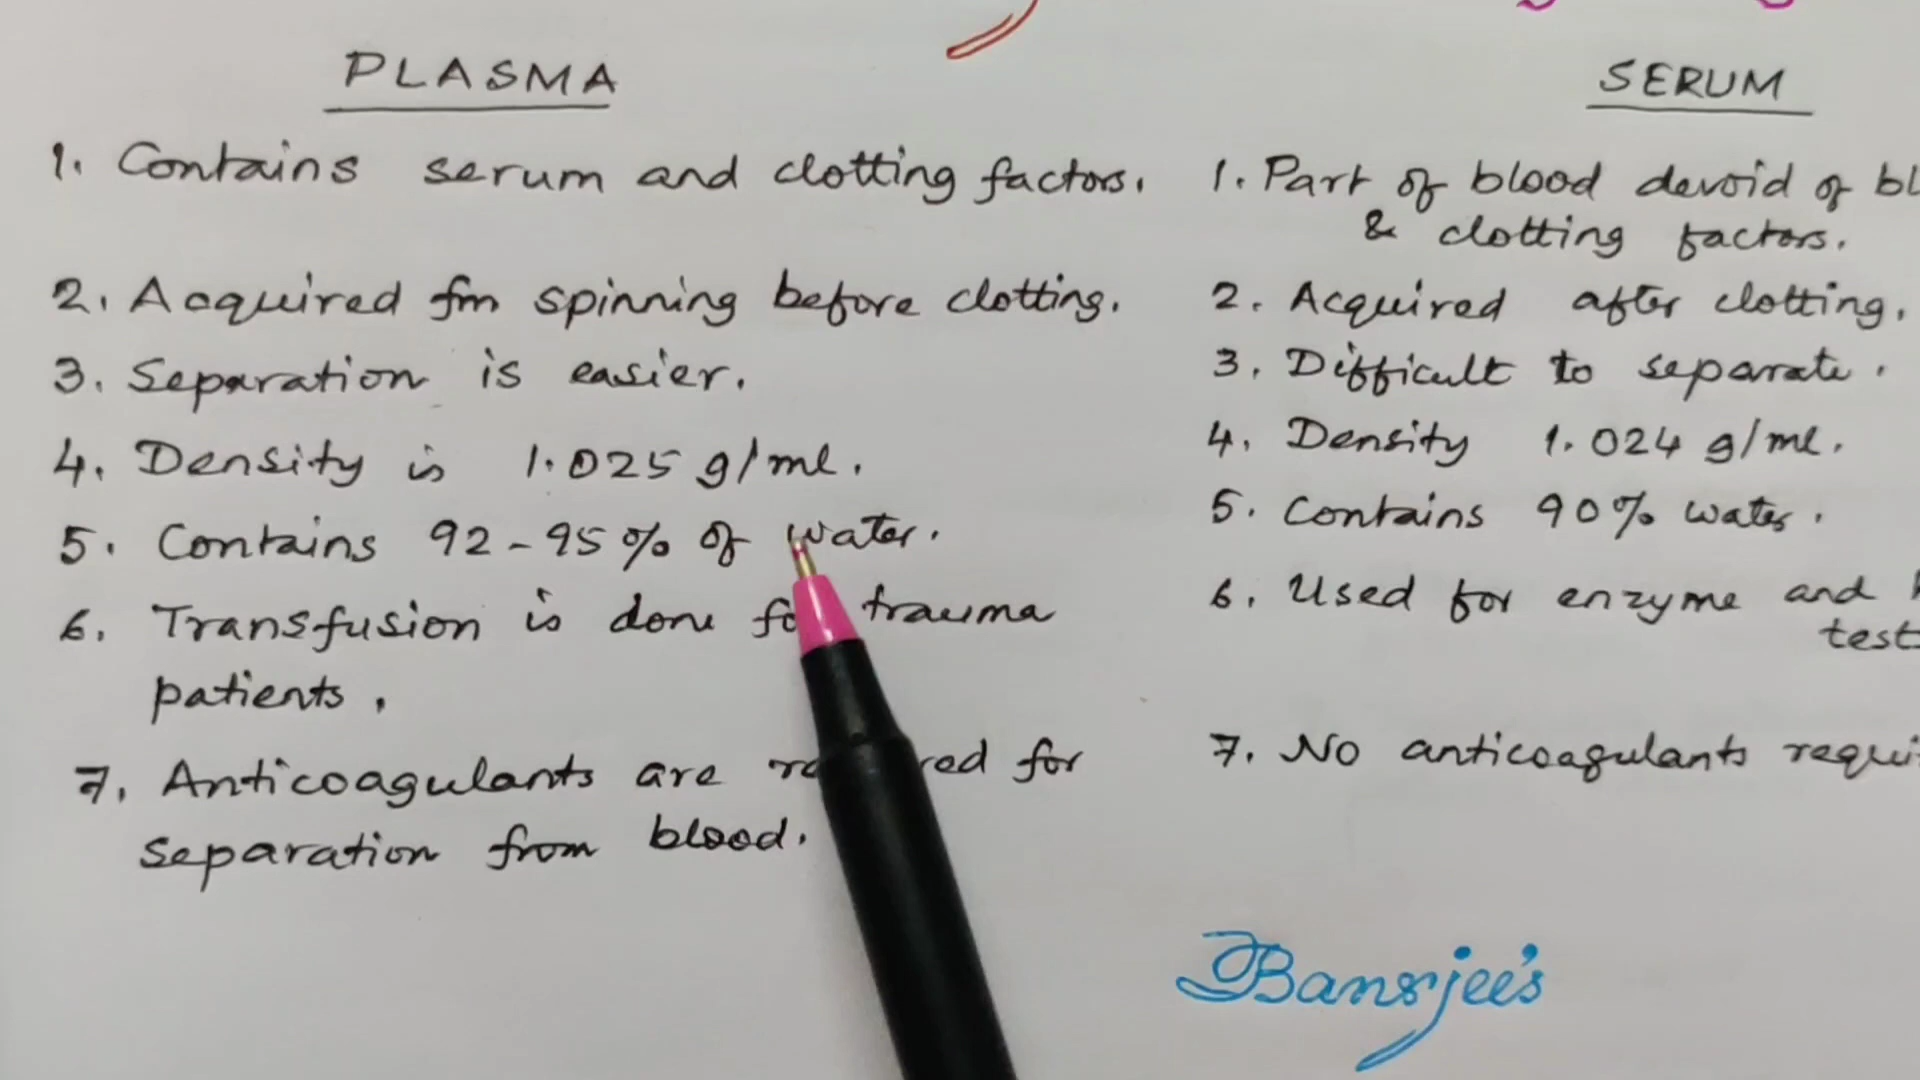 PLASMA
1. Contains serum and clotting factors.
2. Acquired fm spinning before clotting.
3. Separation is easier.
4. Density is 1.025 g/ml.
5. Contains 92-95% of water.
6. Transfusion is done trauma
patients.
7. Anticoagulants are for
separation from blood.
SERUM
1. Part of blood devoid of
& clotting factors.
2. Acquired after clotting.
3. Difficult to separate.
4. Density 1.024 g/ml.
5. Contains 90% water.
6. Used for enzyme and
test
7. No anticoagulants
Banerjee's